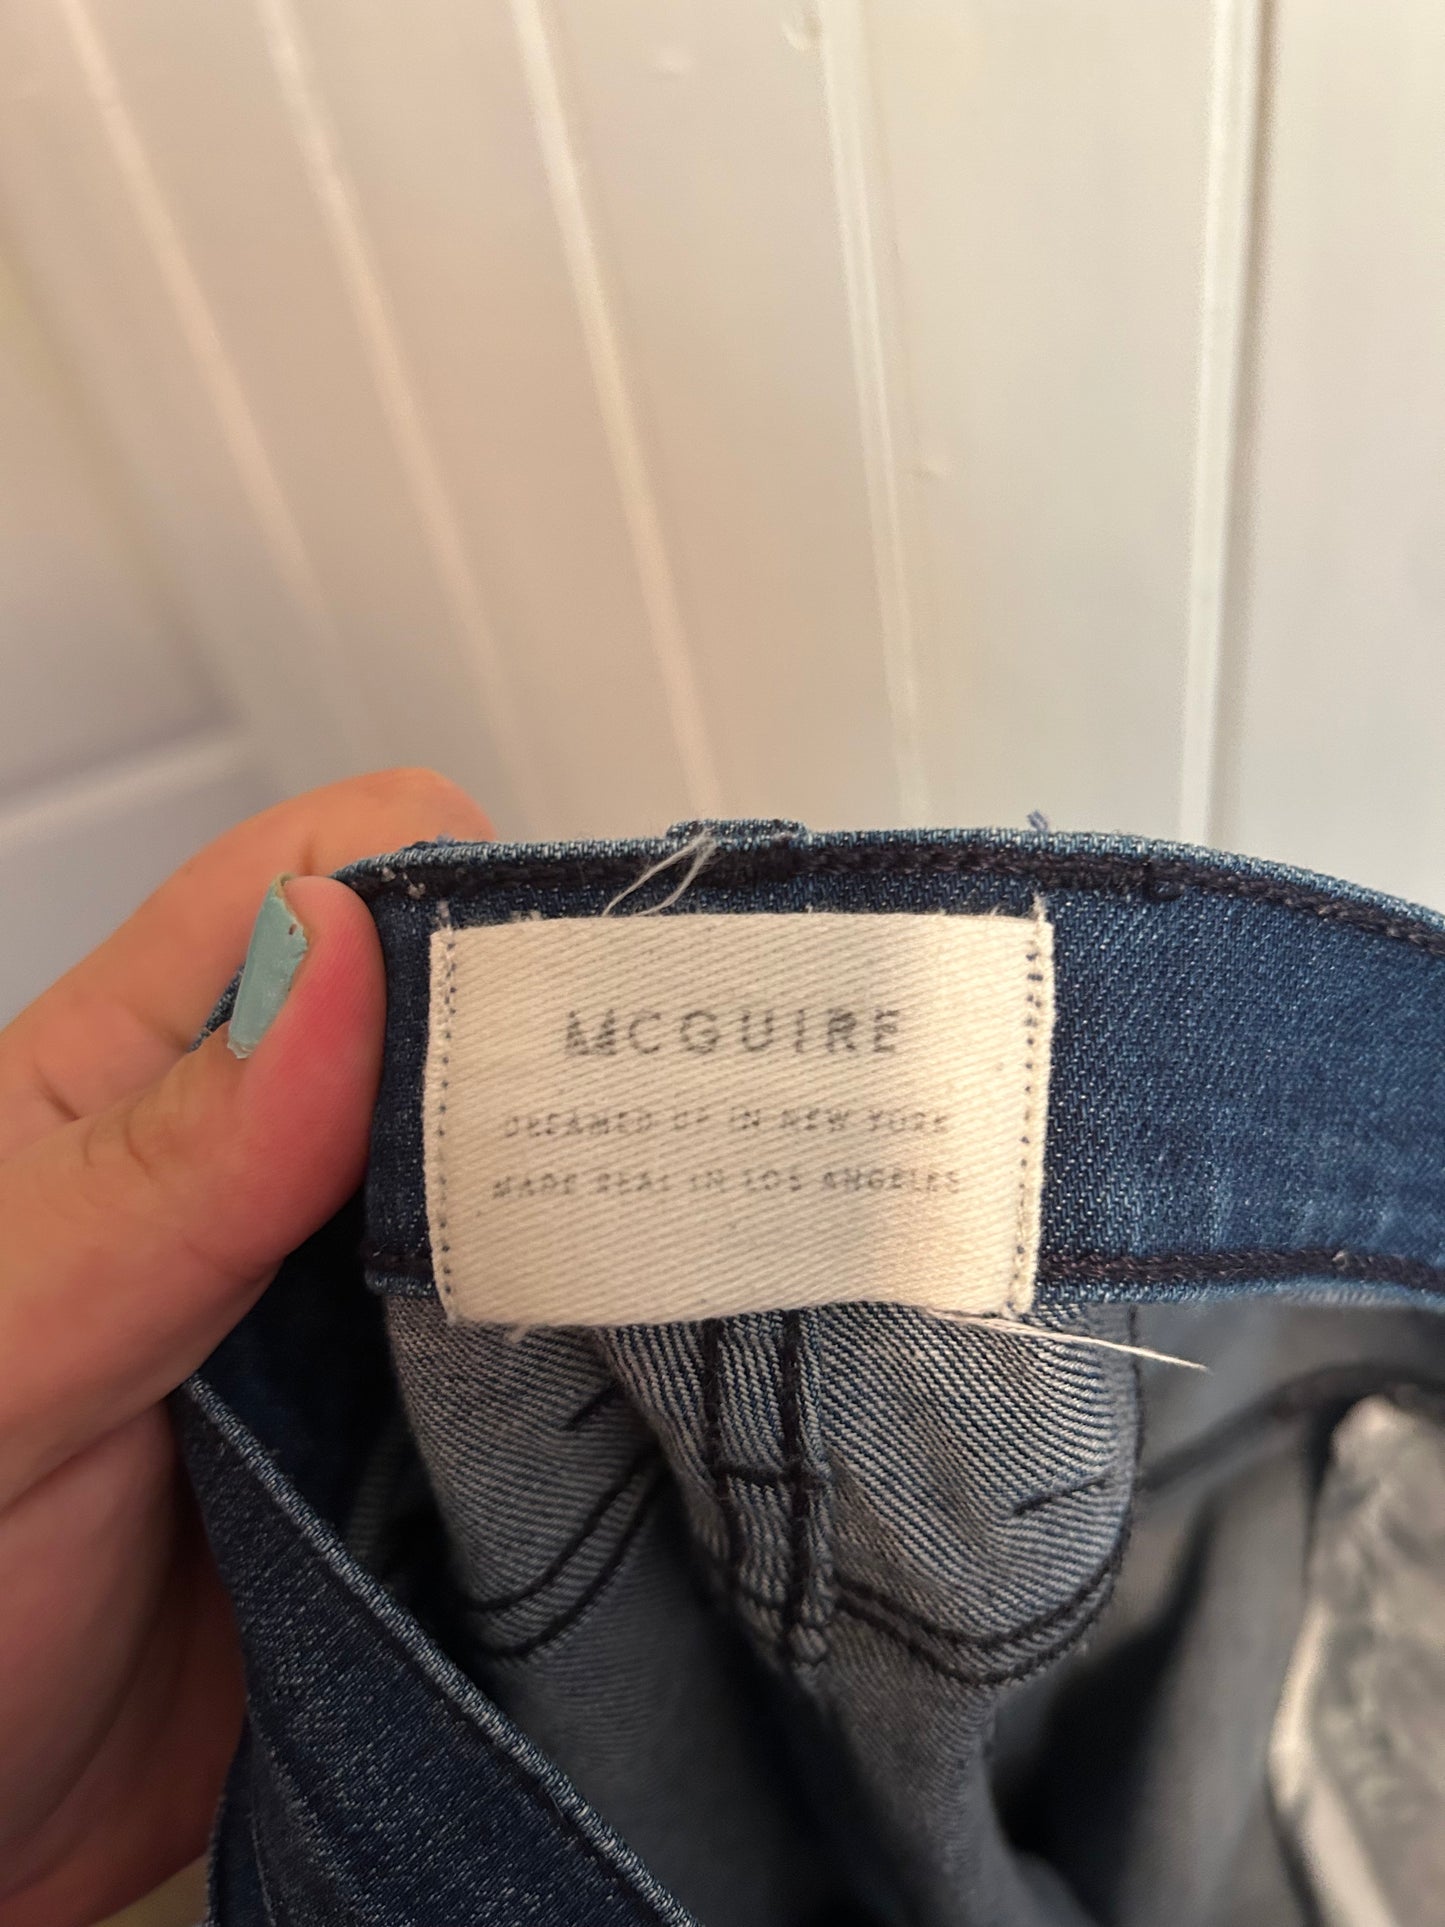 MCGUIRE
DREAMED UP IN NEW YORK
MADE REAL IN LOS ANGELES